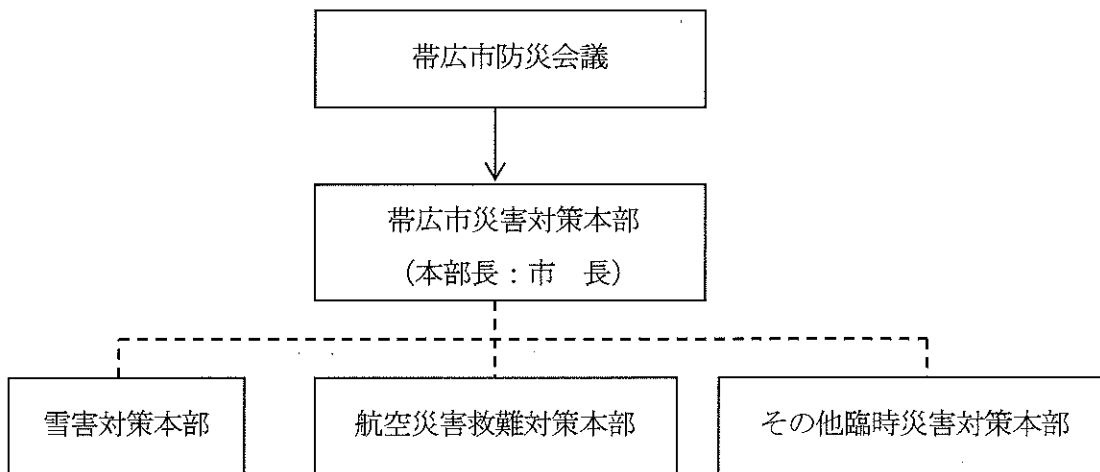 帯広市防災会議
帯広市災害対策本部
(本部長：市　長)
雪害対策本部
航空災害救難対策本部
その他臨時災害対策本部